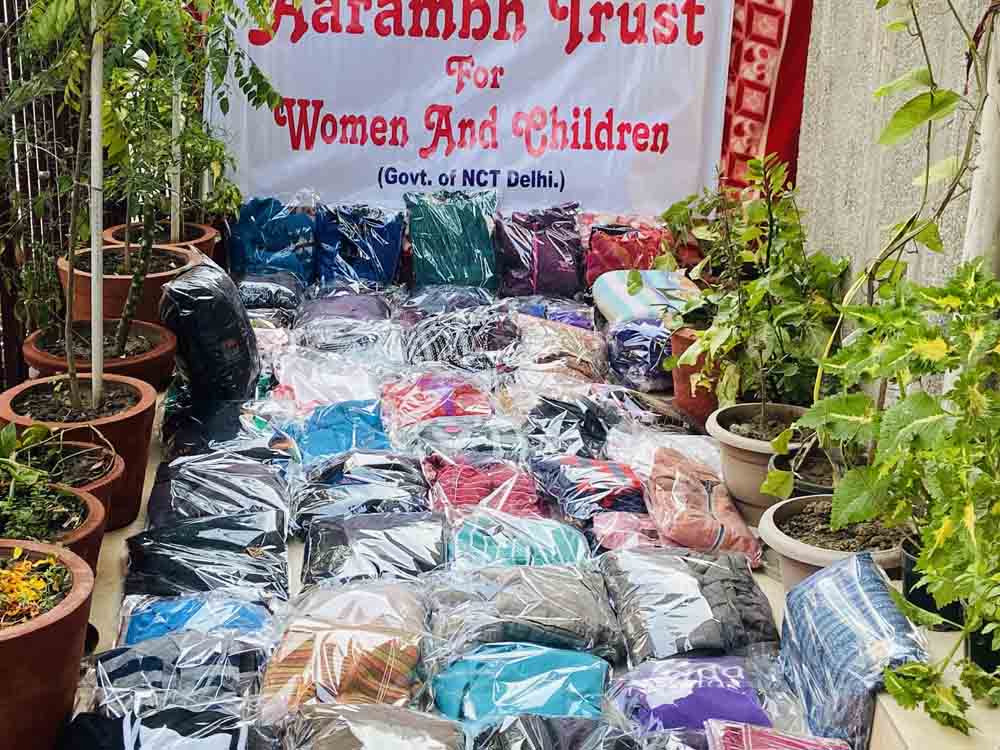 Aarambh Trust
For
Women And Children
(Govt. of NCT Delhi.)